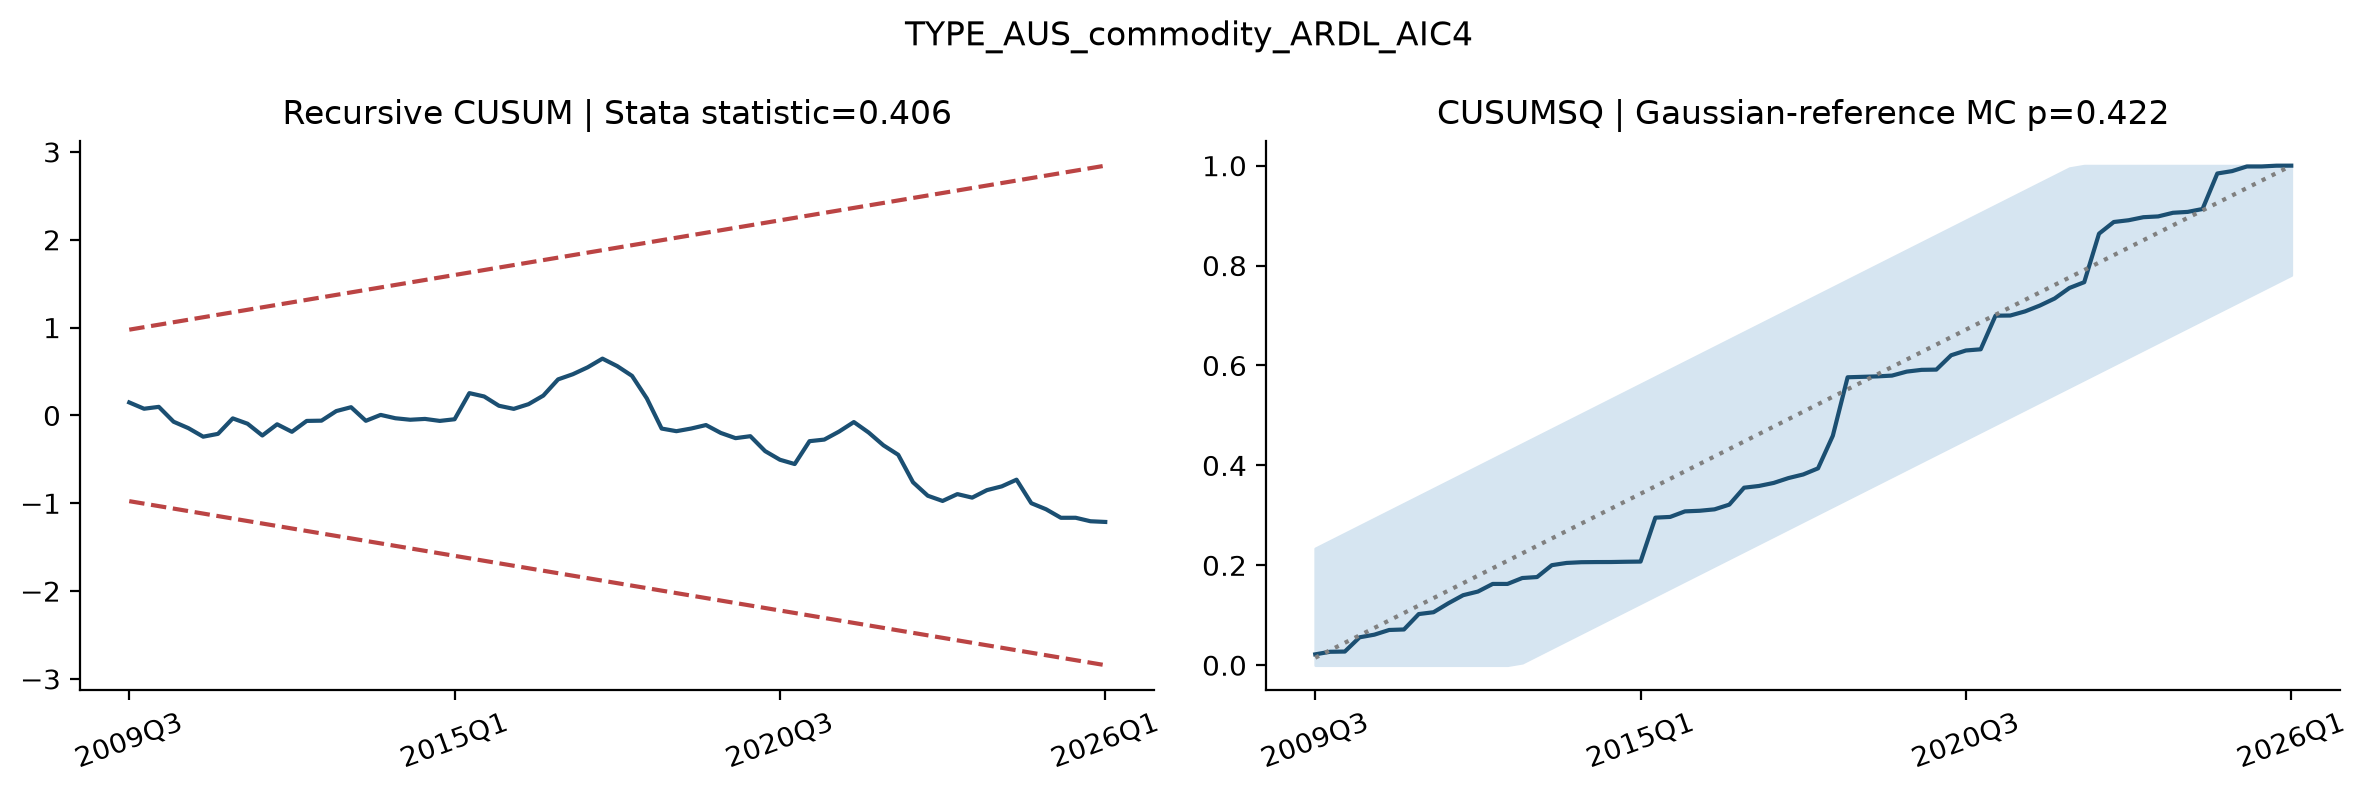 TYPE_AUS_commodity_ARDL_AIC4
Recursive CUSUM | Stata statistic=0.406
3
2
1
0
−1
−2
−3
2009Q3
2015Q1
2020Q3
2026Q1
CUSUMSQ | Gaussian-reference MC p=0.422
1.0
0.8
0.6
0.4
0.2
0.0
2009Q3
2015Q1
2020Q3
2026Q1